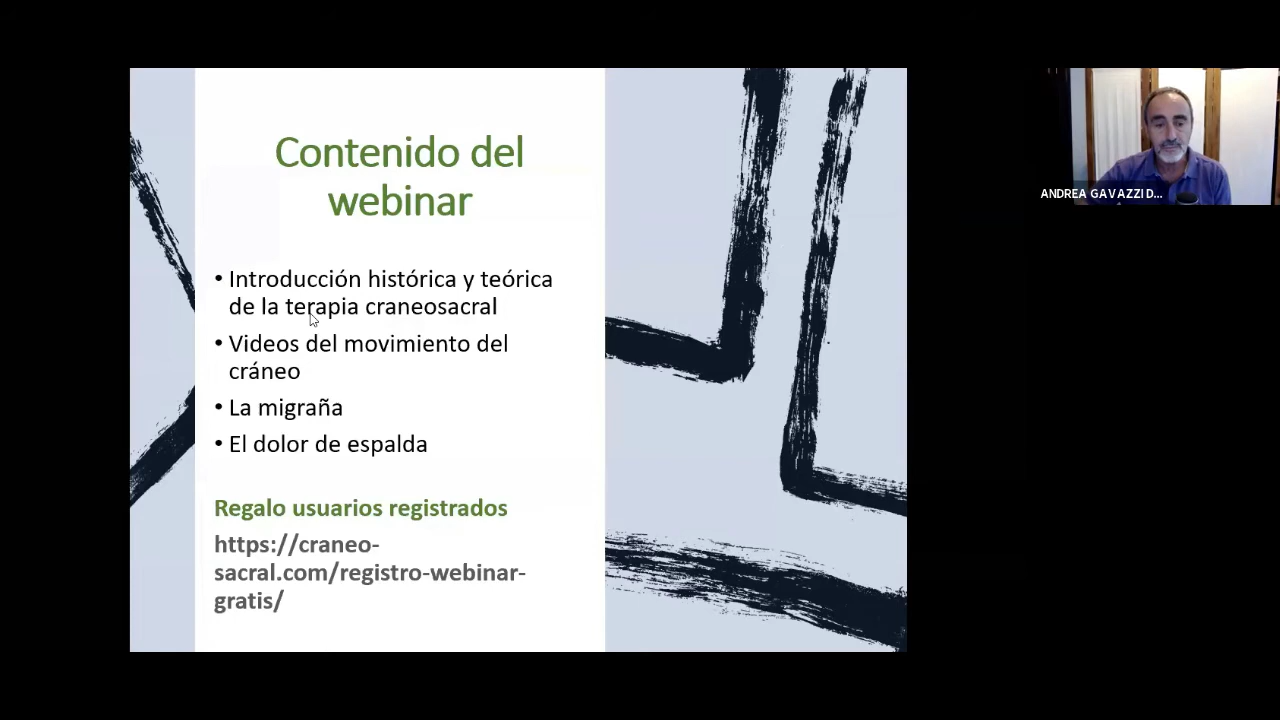 Contenido del
webinar
• Introducción histórica y teórica
de la terapia craneosacral
• Videos del movimiento del
cráneo
• La migraña
• El dolor de espalda
Regalo usuarios registrados
https://craneo-
sacral.com/registro-webinar-
gratis/
ANDREA GAVAZZI D...